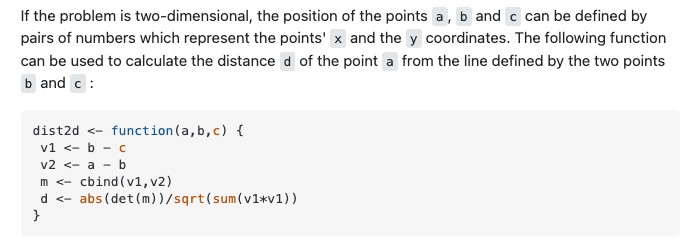 If the problem is two-dimensional, the position of the points a, b and c can be defined by
pairs of numbers which represent the points' x and the y coordinates. The following function
can be used to calculate the distance d of the point a from the line defined by the two points
b and c:
dist2d <- function(a,b,c) {
 v1 <- b - c
 v2 <- a - b
 m <- cbind(v1,v2)
 d <- abs(det(m))/sqrt(sum(v1*v1))
}